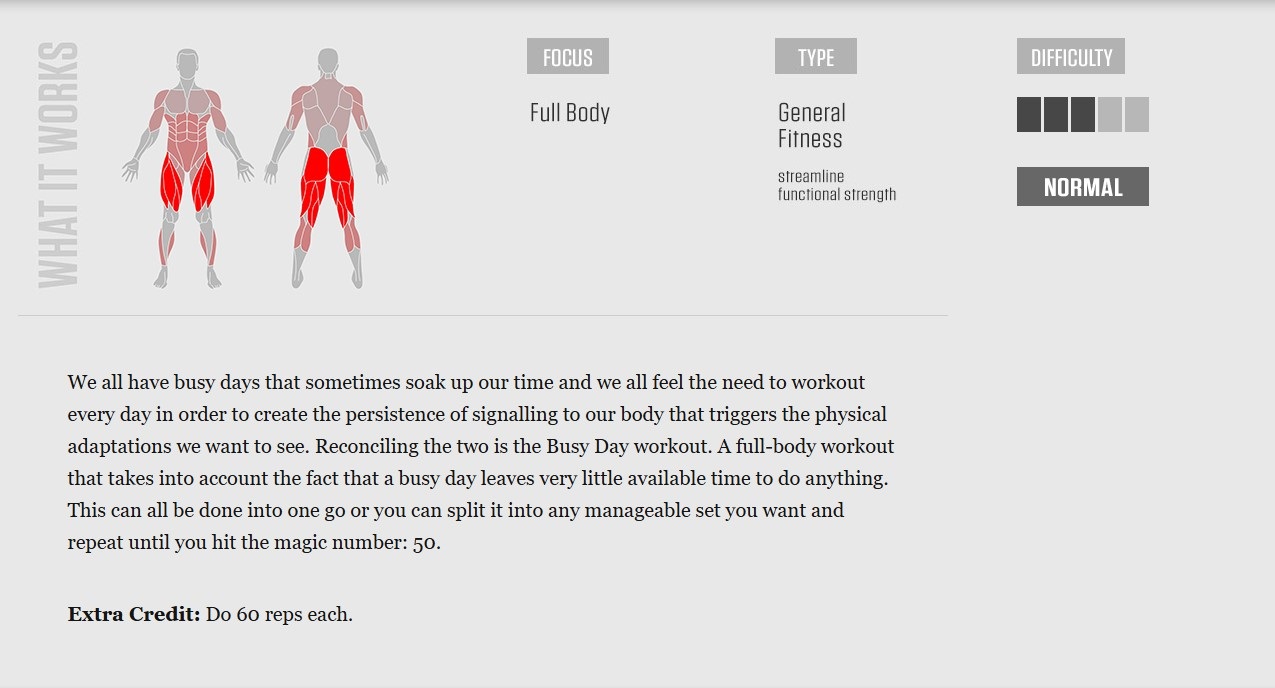 WHAT IT WORKS
FOCUS
Full Body
TYPE
General
Fitness
streamline
functional strength
DIFFICULTY
NORMAL
We all have busy days that sometimes soak up our time and we all feel the need to workout
every day in order to create the persistence of signalling to our body that triggers the physical
adaptations we want to see. Reconciling the two is the Busy Day workout. A full-body workout
that takes into account the fact that a busy day leaves very little available time to do anything.
This can all be done into one go or you can split it into any manageable set you want and
repeat until you hit the magic number: 50.
Extra Credit: Do 60 reps each.